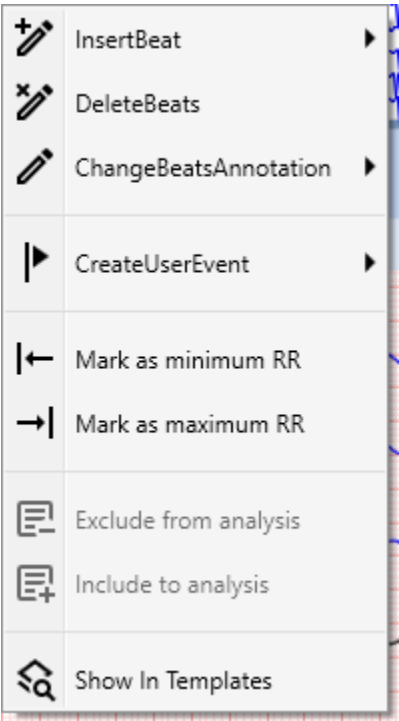 InsertBeat
DeleteBeats
ChangeBeatsAnnotation
CreateUserEvent
Mark as minimum RR
Mark as maximum RR
Exclude from analysis
Include to analysis
Show In Templates